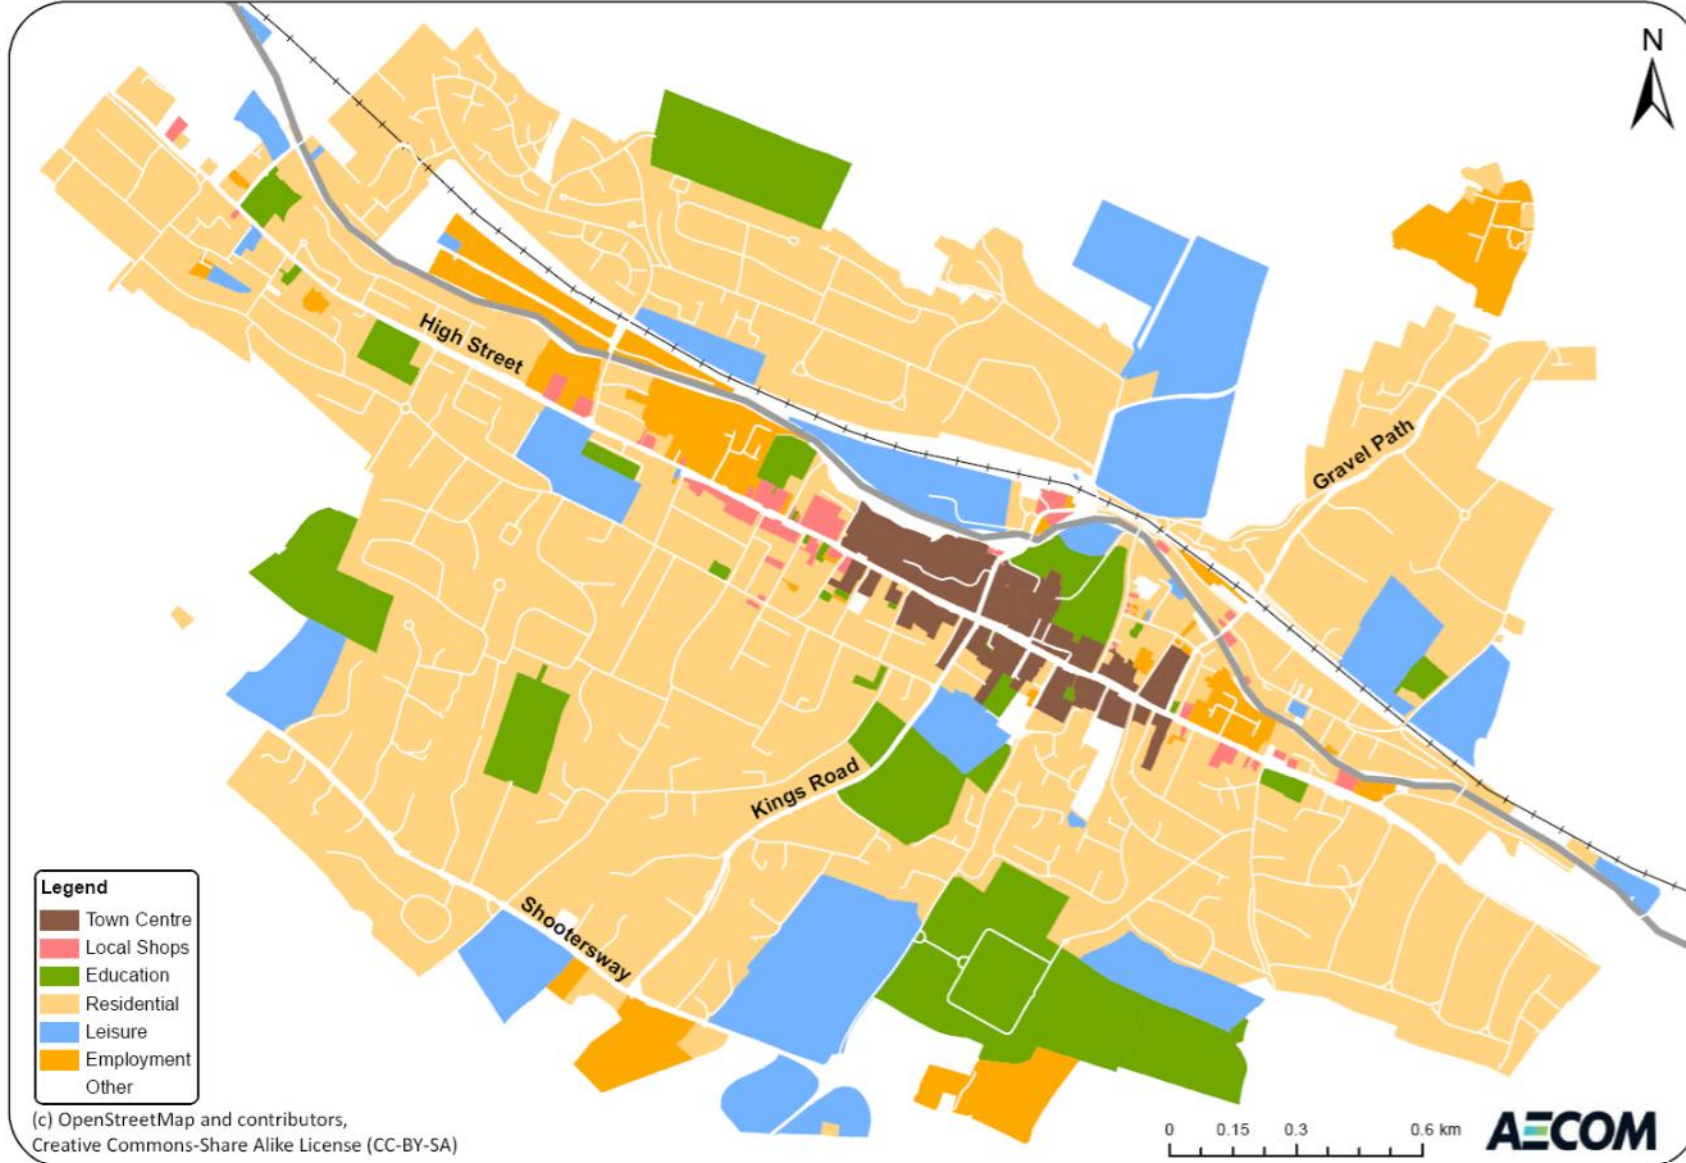 N
High Street
Gravel Path
Kings Road
Shootersway
Legend
Town Centre
Local Shops
Education
Residential
Leisure
Employment
Other
(c) OpenStreetMap and contributors,
Creative Commons-Share Alike License (CC-BY-SA)
0 0.15 0.3 0.6 km
AECOM